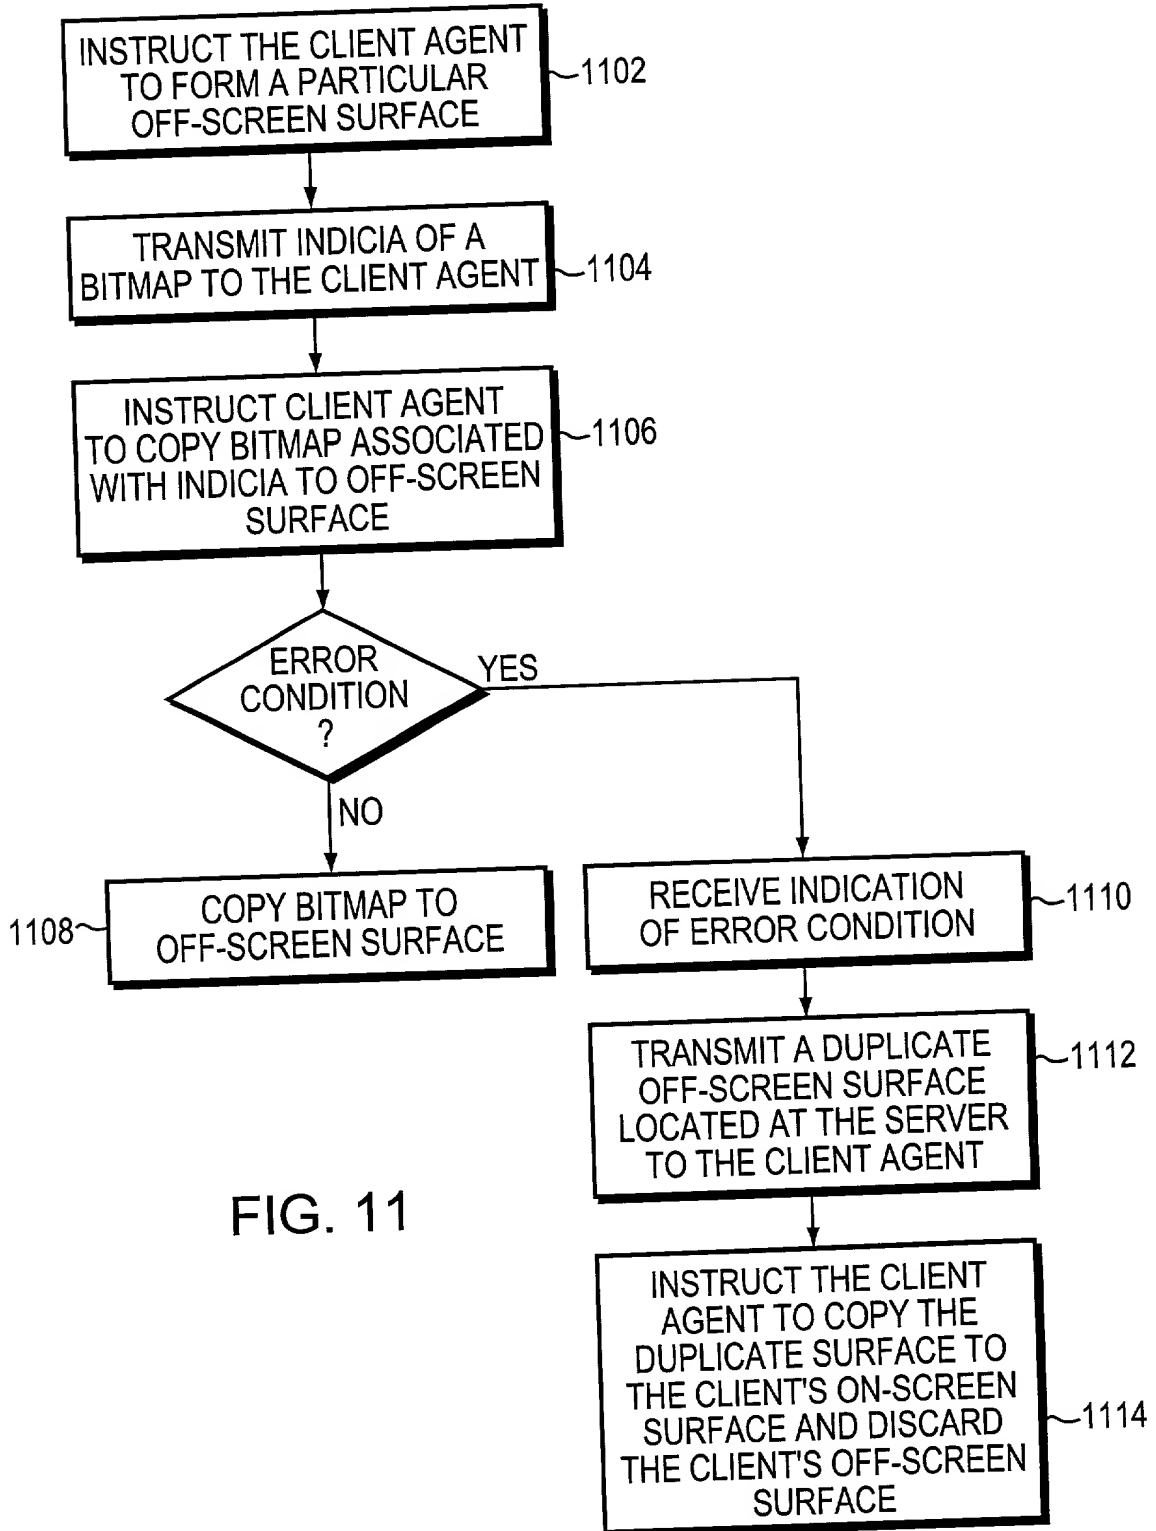 INSTRUCT THE CLIENT AGENT
TO FORM A PARTICULAR
OFF-SCREEN SURFACE
1102
TRANSMIT INDICIA OF A
BITMAP TO THE CLIENT AGENT
1104
INSTRUCT CLIENT AGENT
TO COPY BITMAP ASSOCIATED
WITH INDICIA TO OFF-SCREEN
SURFACE
1106
ERROR
CONDITION
?
YES
NO
COPY BITMAP TO
OFF-SCREEN SURFACE
1108
RECEIVE INDICATION
OF ERROR CONDITION
1110
TRANSMIT A DUPLICATE
OFF-SCREEN SURFACE
LOCATED AT THE SERVER
TO THE CLIENT AGENT
1112
INSTRUCT THE CLIENT
AGENT TO COPY THE
DUPLICATE SURFACE TO
THE CLIENT'S ON-SCREEN
SURFACE AND DISCARD
THE CLIENT'S OFF-SCREEN
SURFACE
1114
FIG. 11